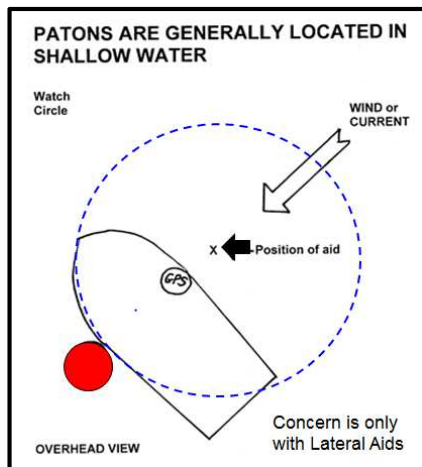 PATONS ARE GENERALLY LOCATED IN
SHALLOW WATER
Watch
Circle
WIND or
CURRENT
X
Position of aid
GPS
Concern is only
with Lateral Aids
OVERHEAD VIEW